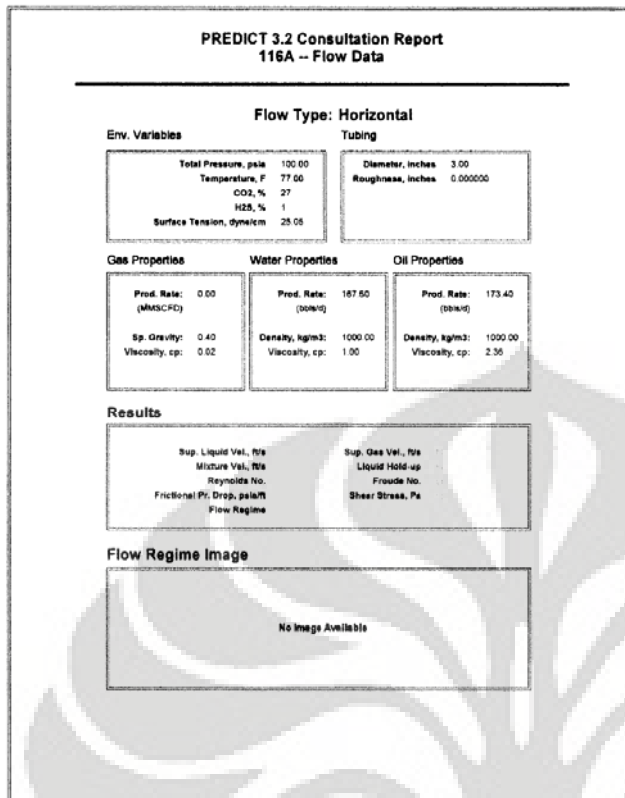 PREDICT 3.2 Consultation Report
116A -- Flow Data
Flow Type: Horizontal
Env. Variables
Tubing
Total Pressure, psia 100.00
Temperature, F 77.00
CO2, % 27
H2S, % 1
Surface Tension, dyne/cm 25.05
Diameter, inches 3.00
Roughness, inches 0.000000
Gas Properties
Water Properties
Oil Properties
Prod. Rate: 0.00
(MMSCFD)
Sp. Gravity: 0.40
Viscosity, cp: 0.02
Prod. Rate: 167.50
(bbls/d)
Density, kg/m3: 1000.00
Viscosity, cp: 1.00
Prod. Rate: 173.40
(bbls/d)
Density, kg/m3: 1000.00
Viscosity, cp: 2.36
Results
Sup. Liquid Vel., ft/s
Sup. Gas Vel., ft/s
Mixture Vel., ft/s
Liquid Hold-up
Reynolds No.
Froude No.
Frictional Pr. Drop, psia/ft
Shear Stress, Pa
Flow Regime
Flow Regime Image
No Image Available